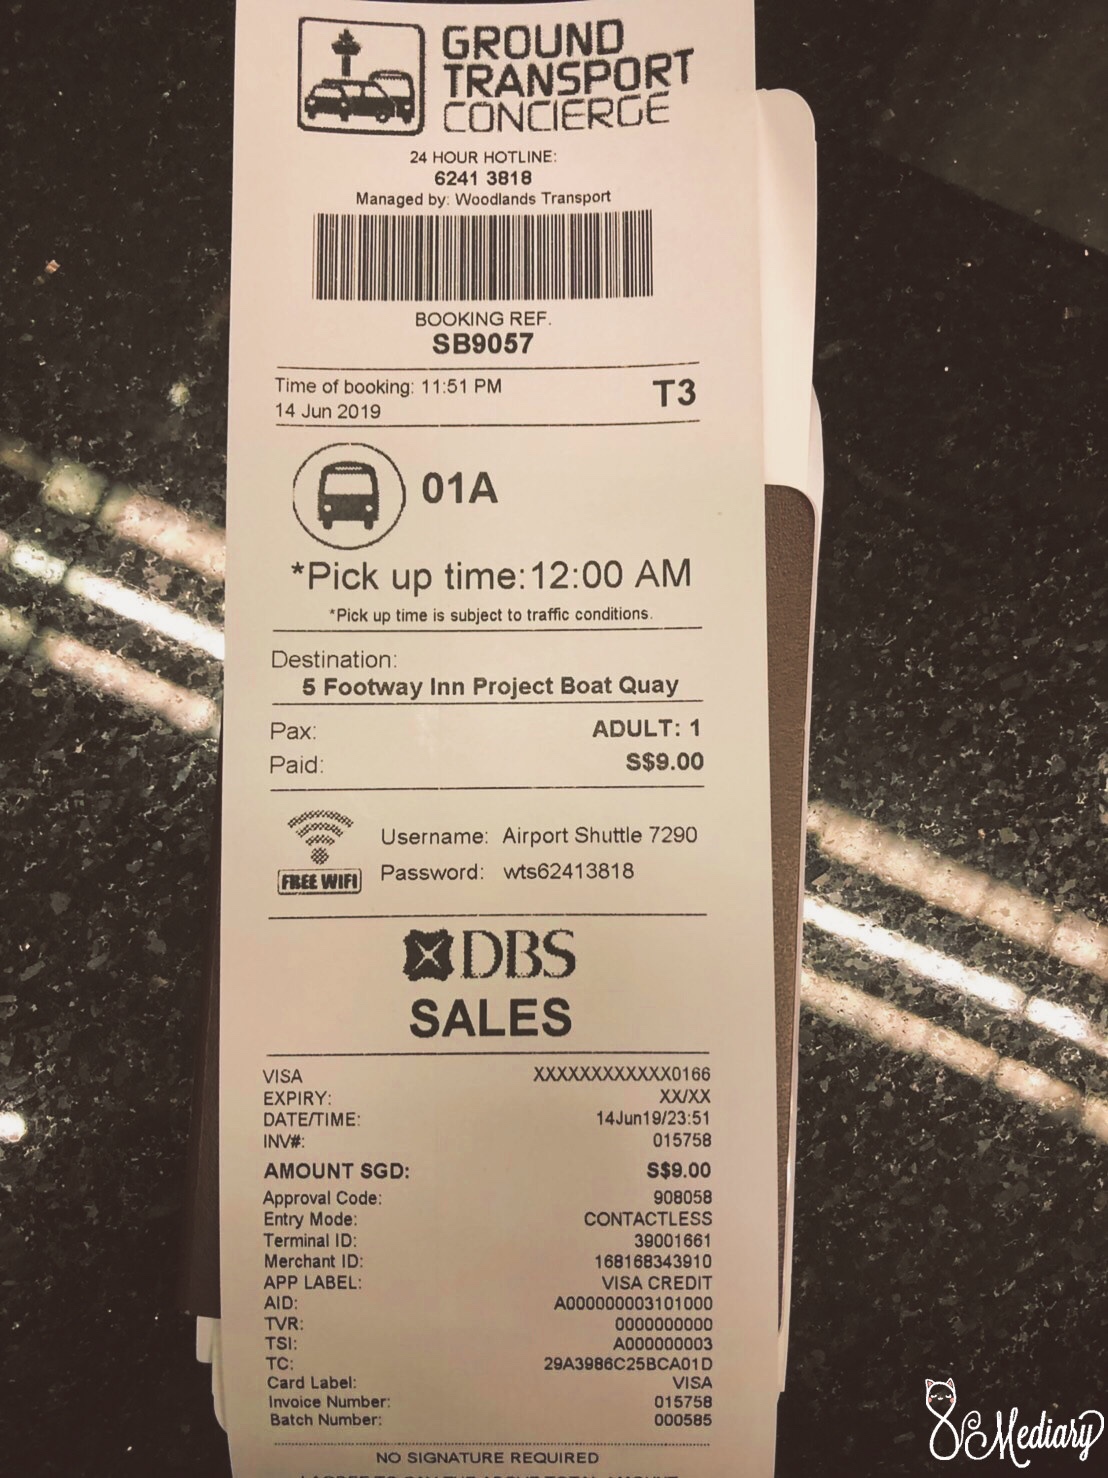 GROUND
TRANSPORT
CONCIERGE
24 HOUR HOTLINE:
6241 3818
Managed by: Woodlands Transport
BOOKING REF.
SB9057
Time of booking: 11:51 PM
14 Jun 2019
T3
01A
*Pick up time:12:00 AM
*Pick up time is subject to traffic conditions.
Destination:
5 Footway Inn Project Boat Quay
Pax: ADULT: 1
Paid: S$9.00
FREE WIFI
Username: Airport Shuttle 7290
Password: wts62413818
DBS
SALES
VISA XXXXXXXXXXXX0166
EXPIRY: XX/XX
DATE/TIME: 14Jun19/23:51
INV#: 015758
AMOUNT SGD: S$9.00
Approval Code: 908058
Entry Mode: CONTACTLESS
Terminal ID: 39001661
Merchant ID: 168168343910
APP LABEL: VISA CREDIT
AID: A000000003101000
TVR: 0000000000
TSI: A000000003
TC: 29A3986C25BCA01D
Card Label: VISA
Invoice Number: 015758
Batch Number: 000585
NO SIGNATURE REQUIRED
Mediary